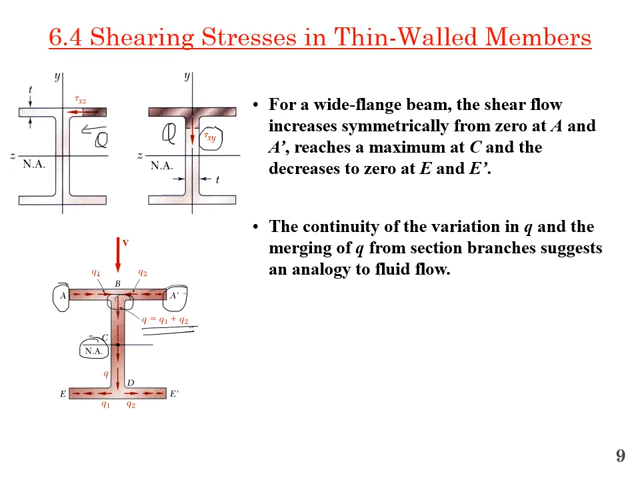 6.4 Shearing Stresses in Thin-Walled Members
y
t
τxz
Q
z
N.A.
y
Q
τxy
z
N.A.
t
• For a wide-flange beam, the shear flow
increases symmetrically from zero at A and
A’, reaches a maximum at C and the
decreases to zero at E and E’.
• The continuity of the variation in q and the
merging of q from section branches suggests
an analogy to fluid flow.
V
q1
q2
B
A
A'
q = q1 + q2
C
N.A.
q
D
E
E'
q1
q2
9